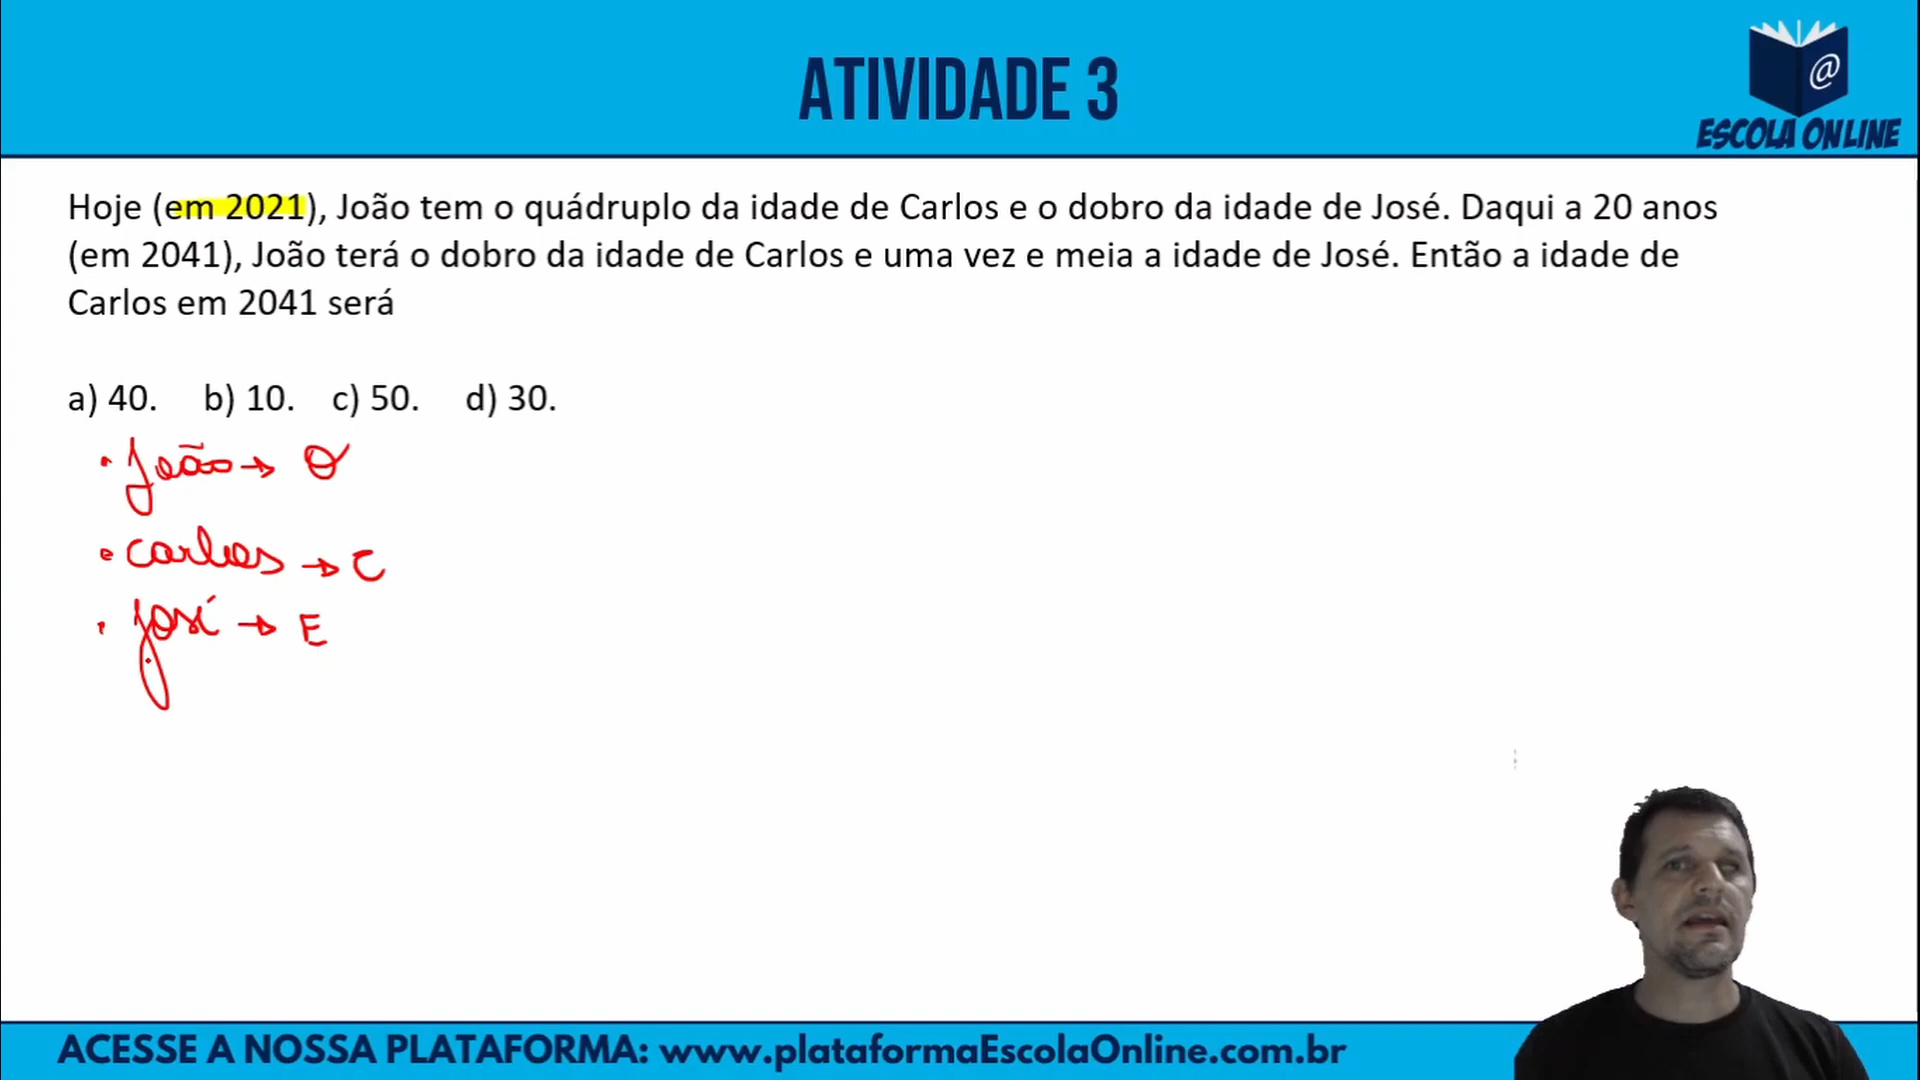 ATIVIDADE 3
@
ESCOLA ONLINE
Hoje (em 2021), João tem o quádruplo da idade de Carlos e o dobro da idade de José. Daqui a 20 anos
(em 2041), João terá o dobro da idade de Carlos e uma vez e meia a idade de José. Então a idade de
Carlos em 2041 será
a) 40. b) 10. c) 50. d) 30.
• João → O
• Carlos → C
• José → E
ACESSE A NOSSA PLATAFORMA: www.plataformaEscolaOnline.com.br